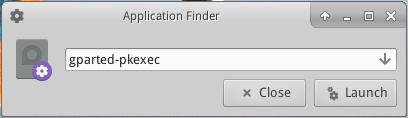 Application Finder
gparted-pkexec
Close
Launch